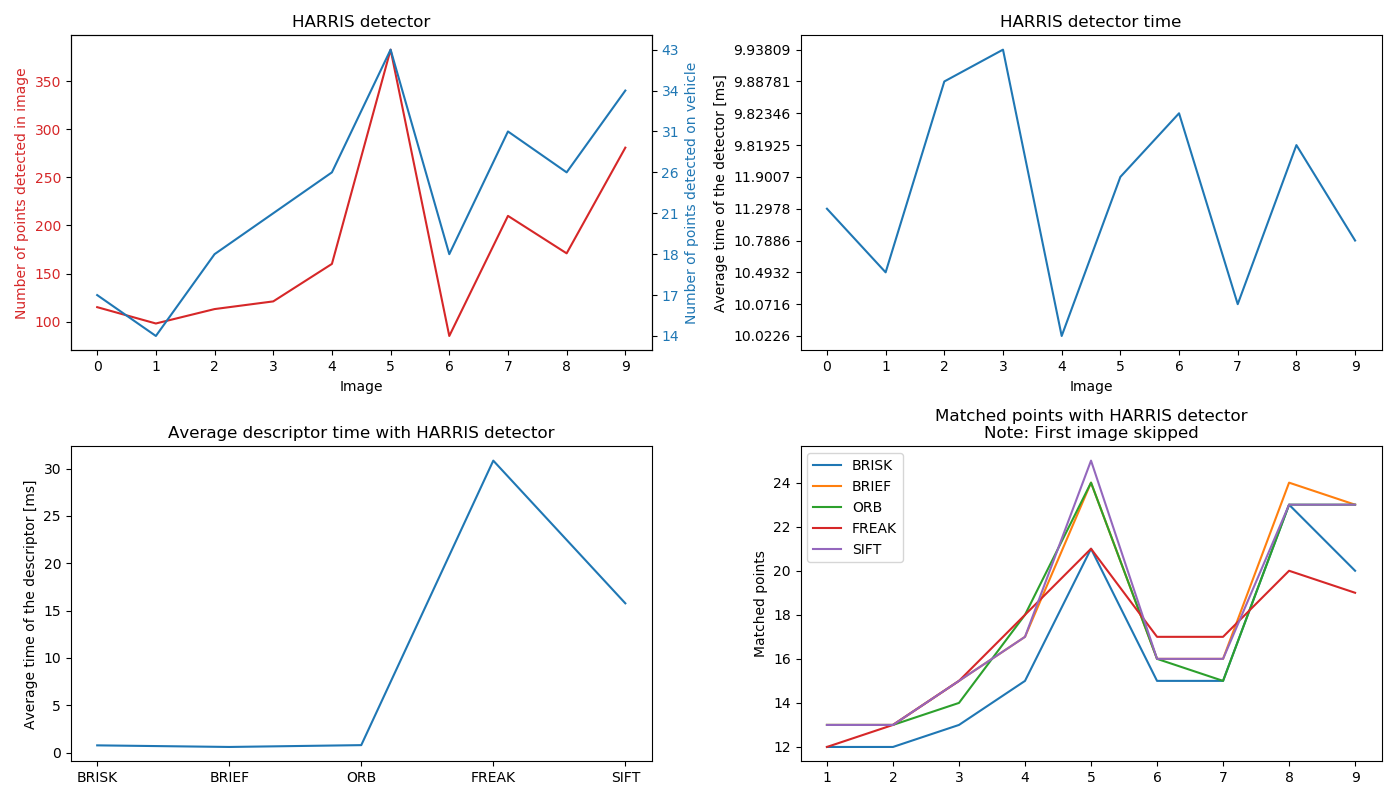 HARRIS detector
Number of points detected in image
350
300
250
200
150
100
43
34
31
26
21
18
17
14
Number of points detected on vehicle
0 1 2 3 4 5 6 7 8 9
Image
HARRIS detector time
Average time of the detector [ms]
9.93809
9.88781
9.82346
9.81925
11.9007
11.2978
10.7886
10.4932
10.0716
10.0226
0 1 2 3 4 5 6 7 8 9
Image
Average descriptor time with HARRIS detector
Average time of the descriptor [ms]
30
25
20
15
10
5
0
BRISK BRIEF ORB FREAK SIFT
Matched points with HARRIS detector
Note: First image skipped
BRISK
BRIEF
ORB
FREAK
SIFT
Matched points
24
22
20
18
16
14
12
1 2 3 4 5 6 7 8 9